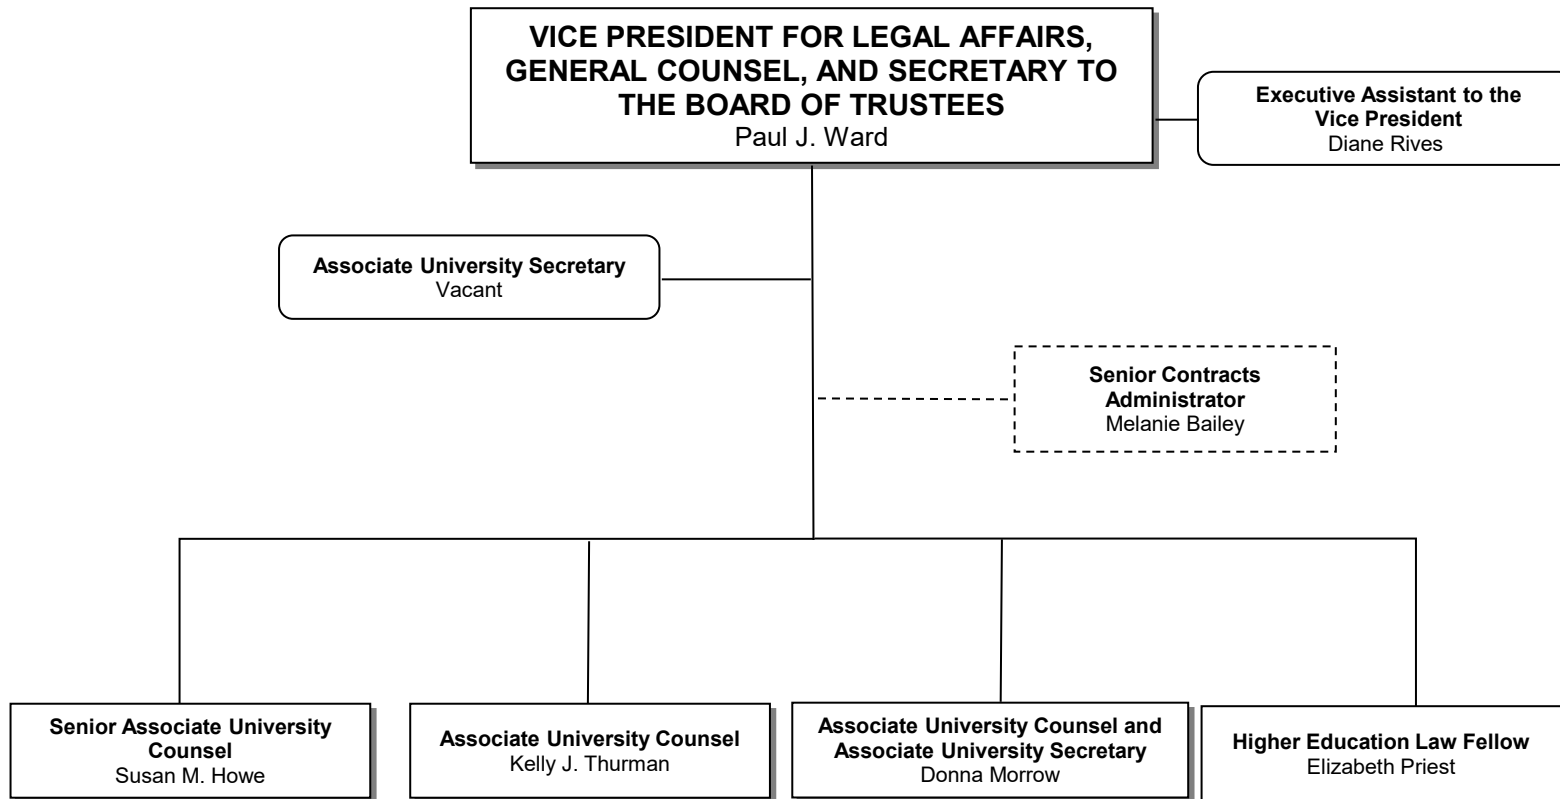 VICE PRESIDENT FOR LEGAL AFFAIRS,
GENERAL COUNSEL, AND SECRETARY TO
THE BOARD OF TRUSTEES
Paul J. Ward
Executive Assistant to the
Vice President
Diane Rives
Associate University Secretary
Vacant
Senior Contracts
Administrator
Melanie Bailey
Senior Associate University
Counsel
Susan M. Howe
Associate University Counsel
Kelly J. Thurman
Associate University Counsel and
Associate University Secretary
Donna Morrow
Higher Education Law Fellow
Elizabeth Priest